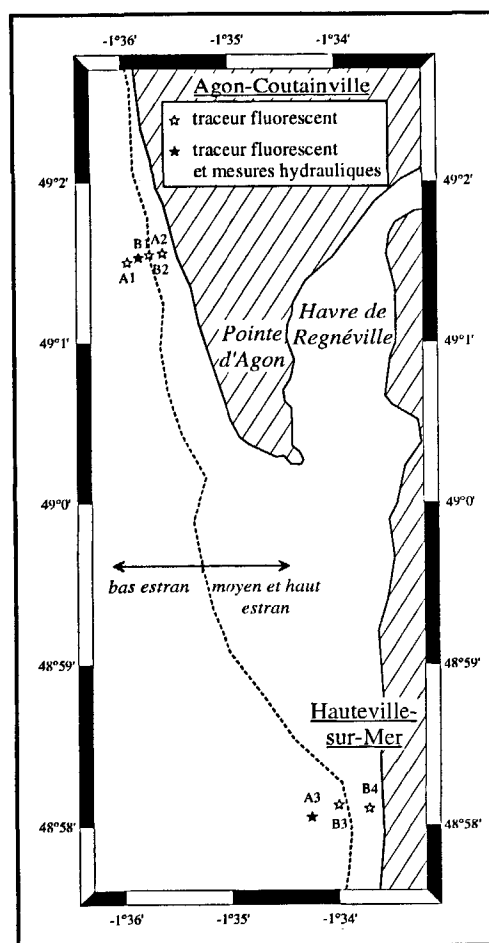 -1°36' -1°35' -1°34'
Agon-Coutainville
traceur fluorescent
traceur fluorescent
et mesures hydrauliques
49°2' 49°2'
B1 A2
A1 B2
Havre de
Regnéville
Pointe
d'Agon
49°1' 49°1'
49°0' 49°0'
bas estran moyen et haut
estran
48°59' 48°59'
Hauteville-
sur-Mer
A3 B4
B3
48°58' 48°58'
-1°36' -1°35' -1°34'